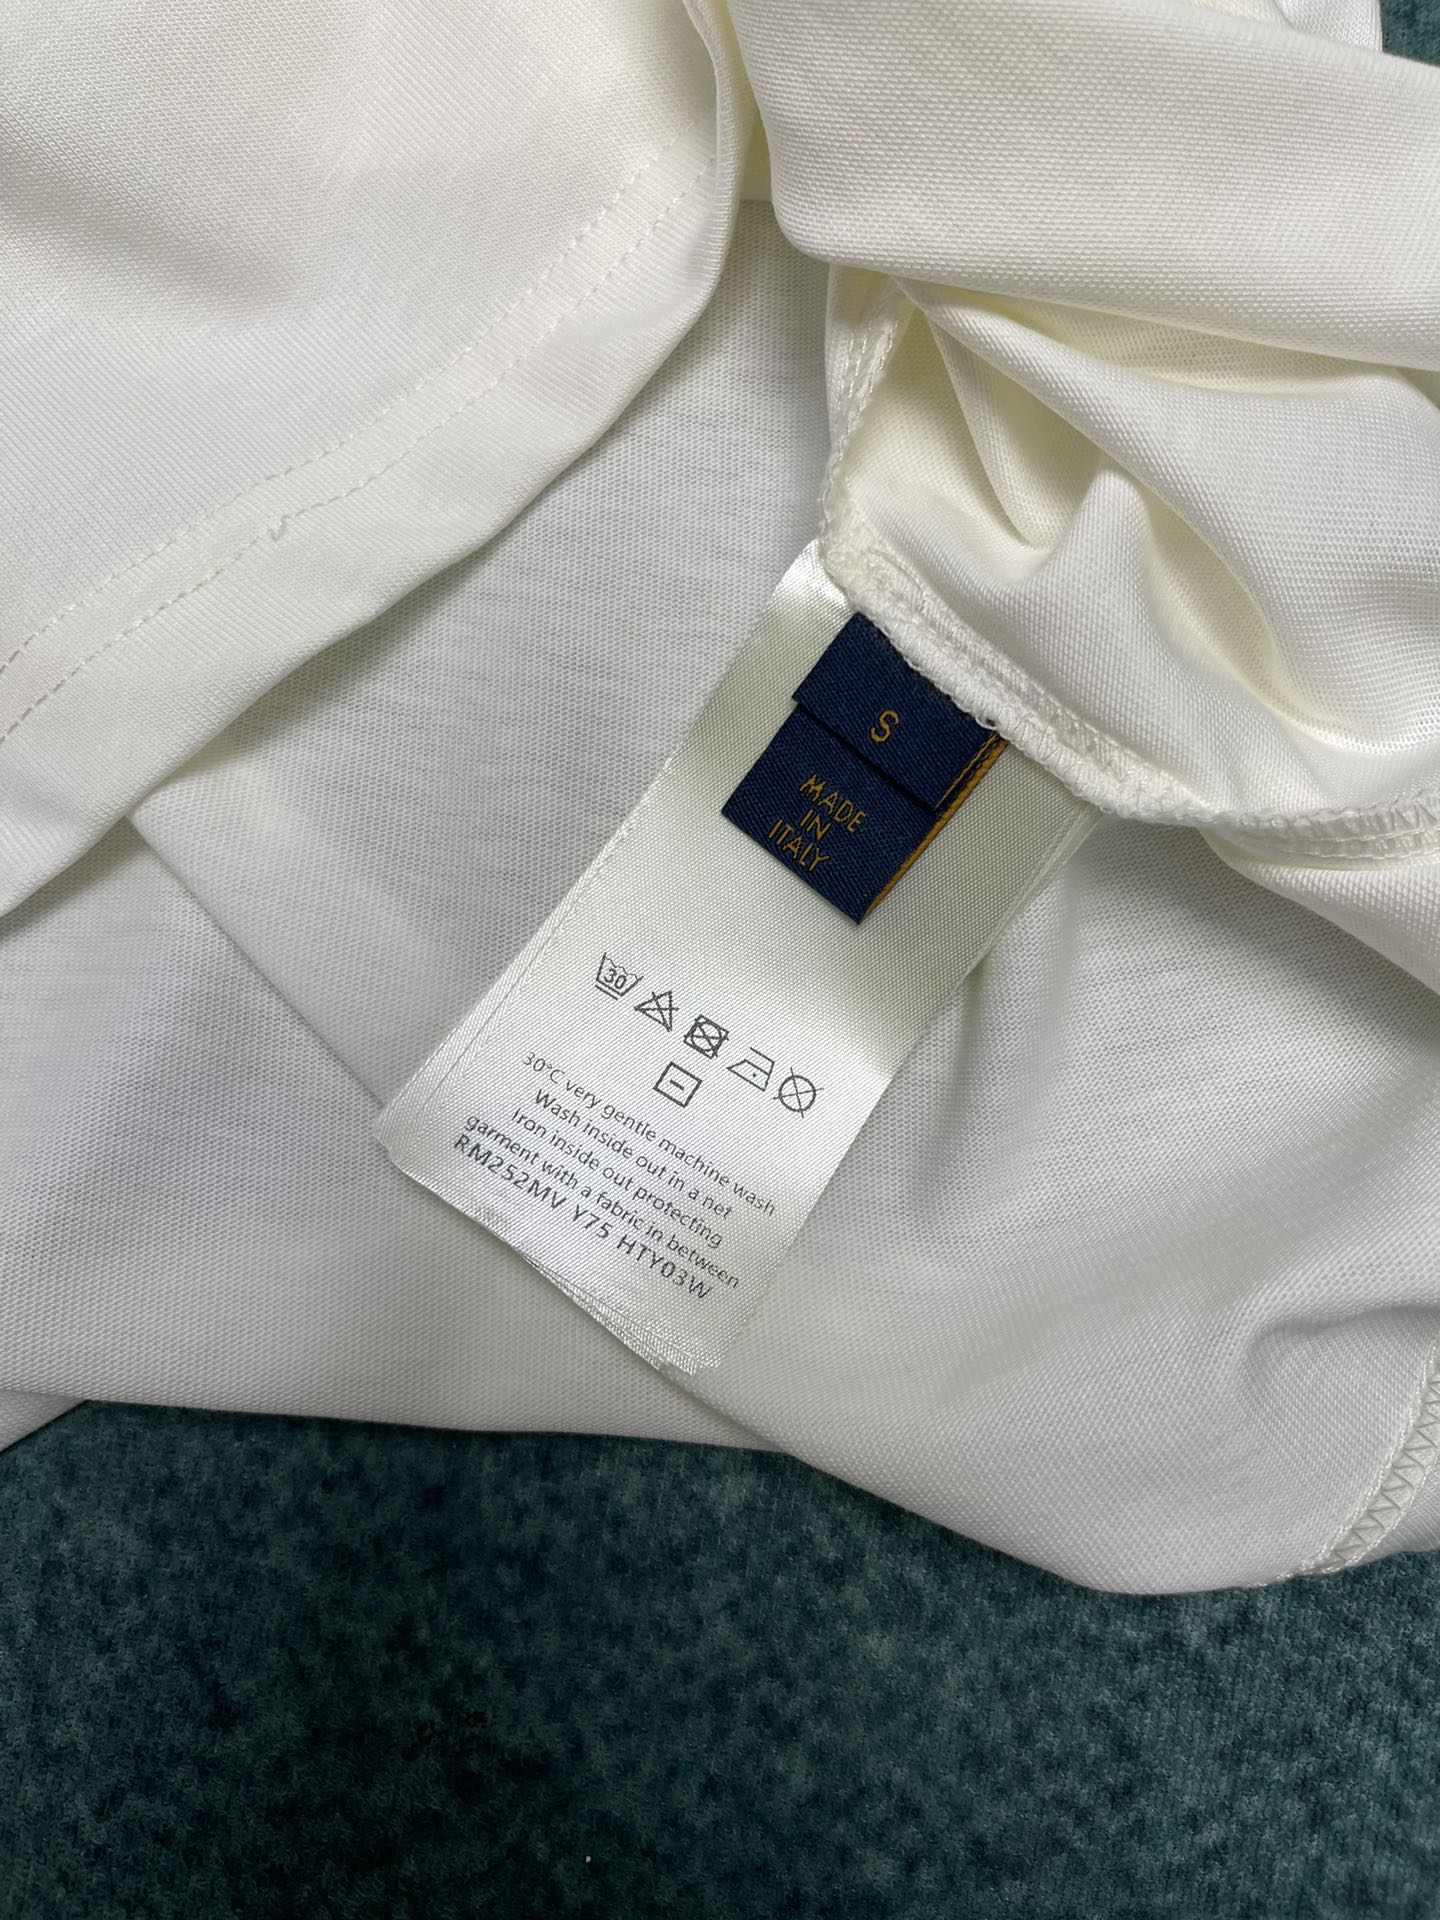 S
MADE
IN
ITALY
30
30°C very gentle machine wash
Wash inside out in a net
Iron inside out protecting
garment with a fabric in between
RM252MV Y75 HTY03W